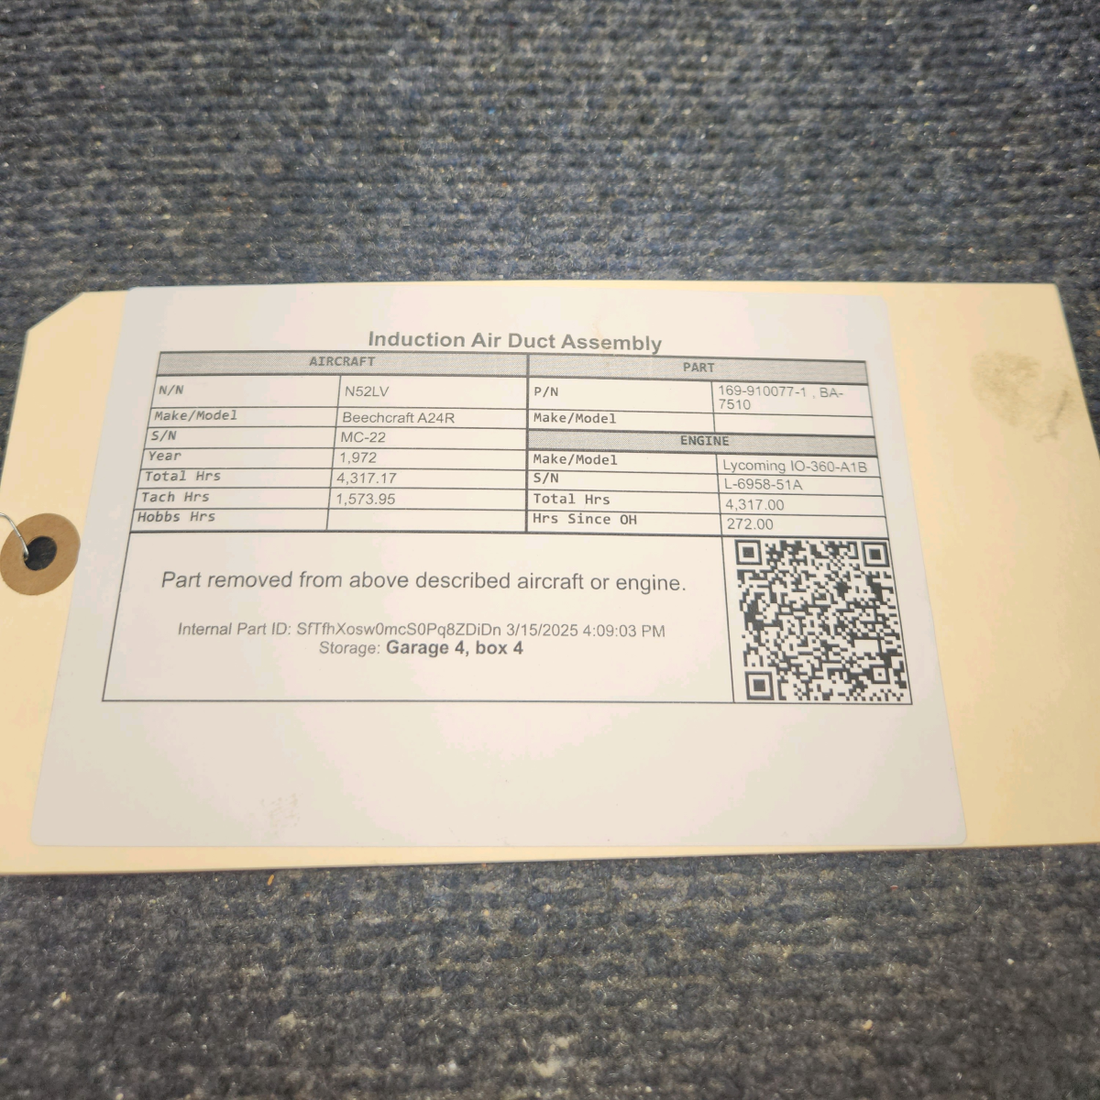 Induction Air Duct Assembly
AIRCRAFT PART
N/N N52LV P/N 169-910077-1 , BA-
7510
Make/Model Beechcraft A24R Make/Model
S/N MC-22 ENGINE
Year 1,972 Make/Model Lycoming IO-360-A1B
Total Hrs 4,317.17 S/N L-6958-51A
Tach Hrs 1,573.95 Total Hrs 4,317.00
Hobbs Hrs Hrs Since OH 272.00
Part removed from above described aircraft or engine.
Internal Part ID: SfTfhXosw0mcS0Pq8ZDiDn 3/15/2025 4:09:03 PM
Storage: Garage 4, box 4